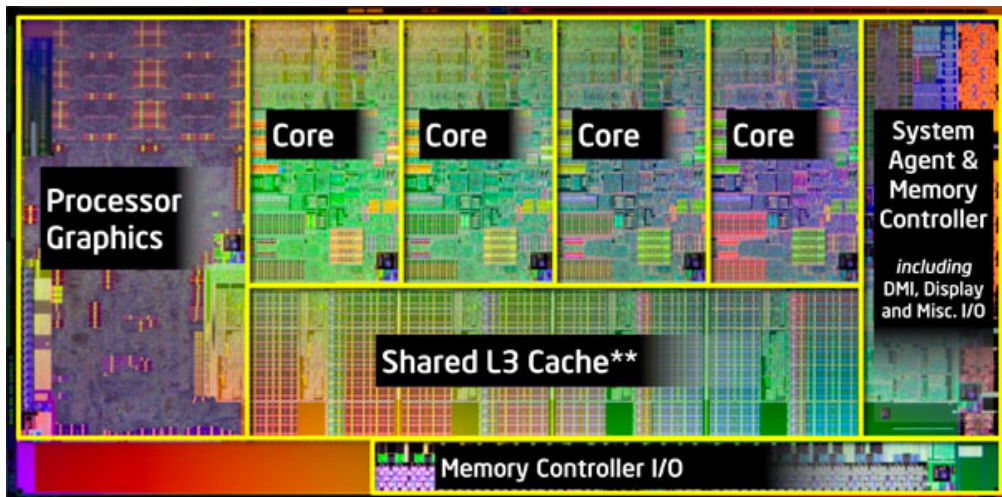 Processor
Graphics
Core
Core
Core
Core
System
Agent &
Memory
Controller
including
DMI, Display
and Misc. I/O
Shared L3 Cache**
Memory Controller I/O